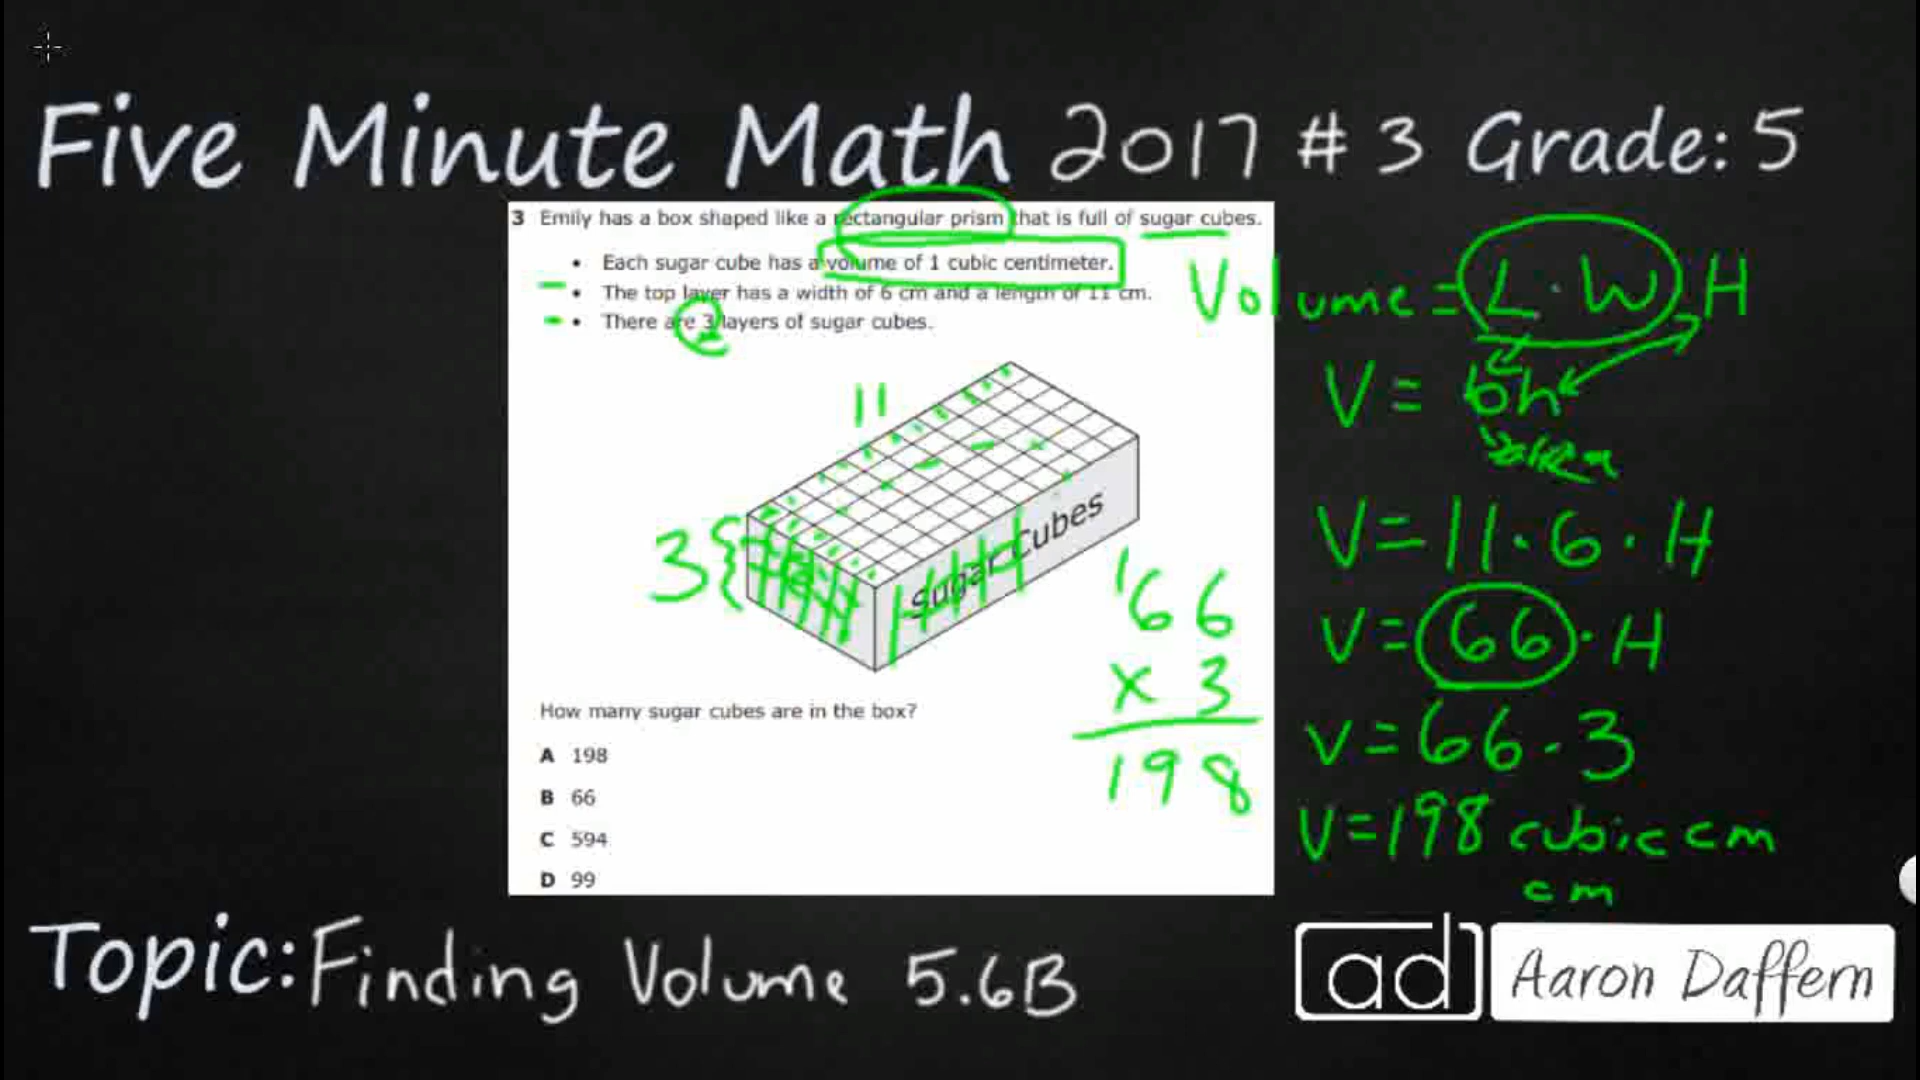 Five Minute Math 2017 #3 Grade: 5
3 Emily has a box shaped like a rectangular prism that is full of sugar cubes.
• Each sugar cube has a volume of 1 cubic centimeter.
• The top layer has a width of 6 cm and a length of 11 cm.
• There are 3 layers of sugar cubes.
11
3
Sugar Cubes
How many sugar cubes are in the box?
A 198
B 66
C 594
D 99
1
66
x 3
198
Volume = L · W · H
V = bh
area
V = 11 · 6 · H
V = 66 · H
V = 66 · 3
V = 198 cubic cm
cm
Topic: Finding Volume 5.6B
ad Aaron Daffern